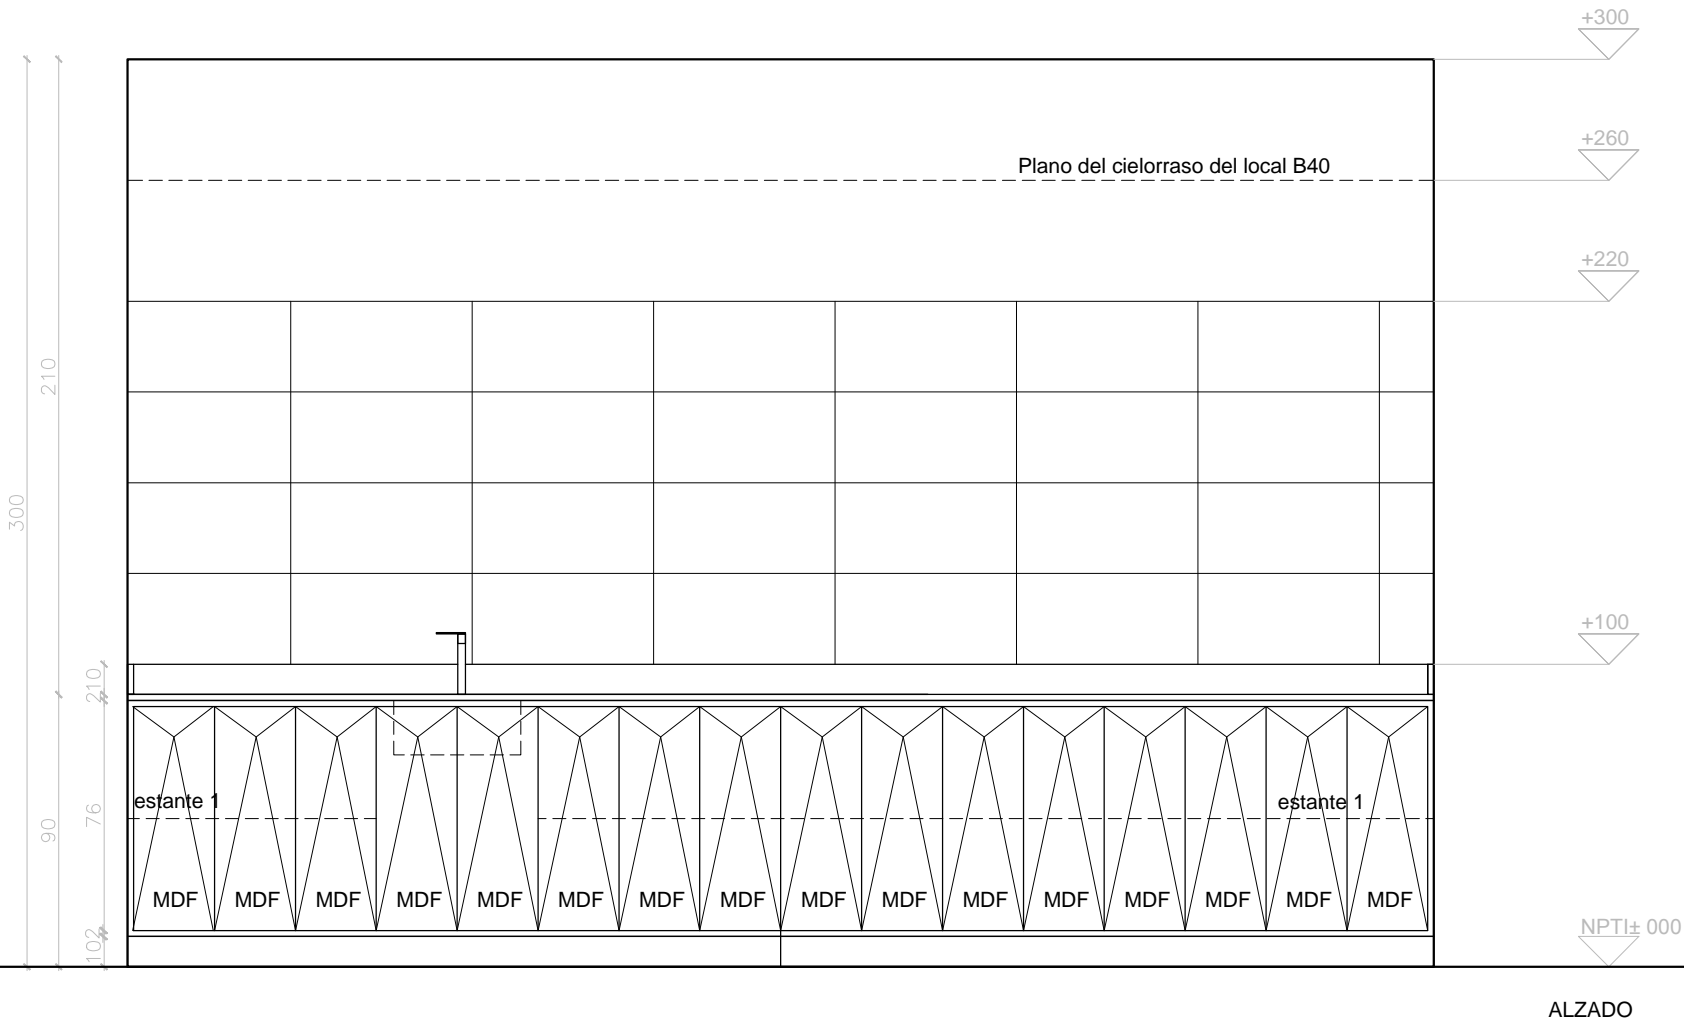 +300
+260
Plano del cielorraso del local B40
+220
210
300
+100
210
estante 1
estante 1
76
90
MDF MDF MDF MDF MDF MDF MDF MDF MDF MDF MDF MDF MDF MDF MDF MDF
102
NPTI± 000
ALZADO